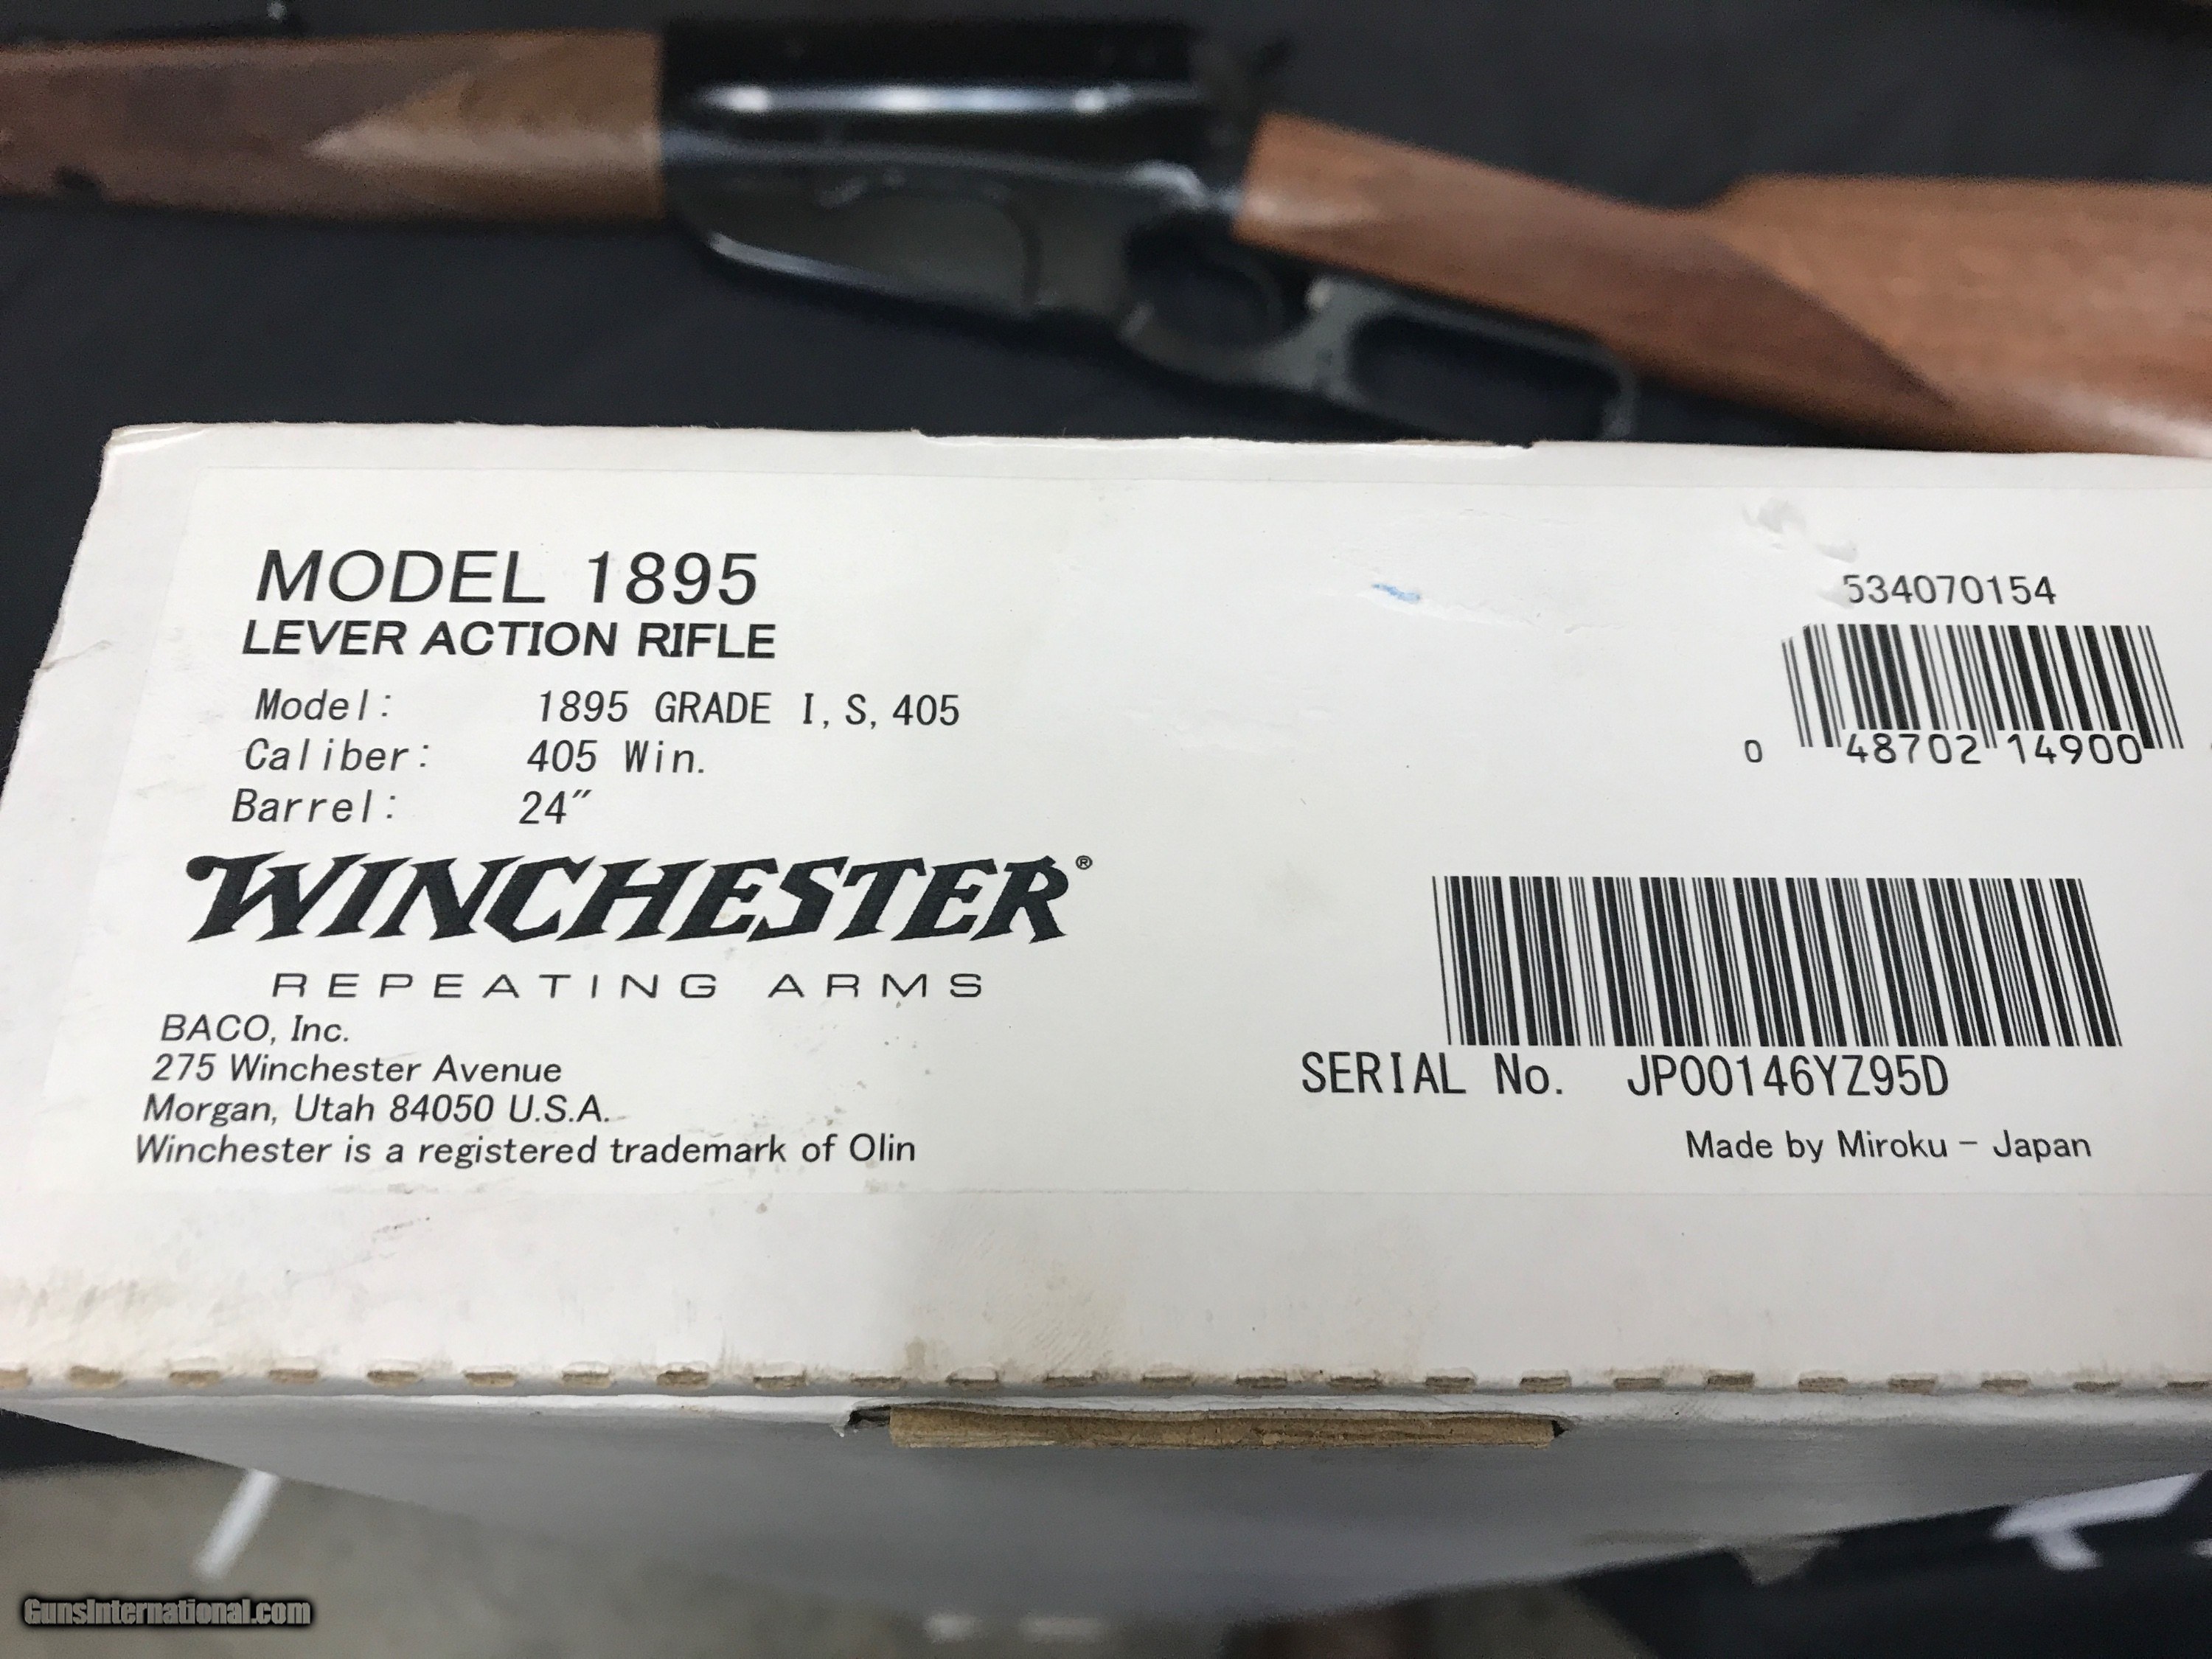 MODEL 1895
LEVER ACTION RIFLE
Model: 1895 GRADE I, S, 405
Caliber: 405 Win.
Barrel: 24″
WINCHESTER®
REPEATING ARMS
BACO, Inc.
275 Winchester Avenue
Morgan, Utah 84050 U.S.A.
Winchester is a registered trademark of Olin
534070154
0 48702 14900
SERIAL No. JP00146YZ95D
Made by Miroku - Japan
GunsInternational.com